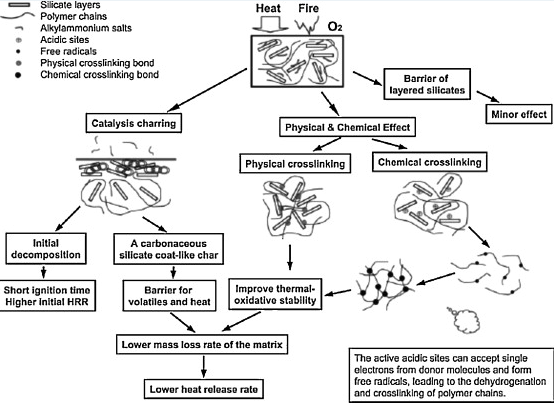 Silicate layers
Polymer chains
Alkylammonium salts
Acidic sites
Free radicals
Physical crosslinking bond
Chemical crosslinking bond
Heat
Fire
O₂
Barrier of
layered silicates
Minor effect
Catalysis charring
Physical & Chemical Effect
Physical crosslinking
Chemical crosslinking
Initial
decomposition
A carbonaceous
silicate coat-like char
Short ignition time
Higher initial HRR
Barrier for
volatiles and heat
Improve thermal-
oxidative stability
Lower mass loss rate of the matrix
Lower heat release rate
The active acidic sites can accept single
electrons from donor molecules and form
free radicals, leading to the dehydrogenation
and crosslinking of polymer chains.